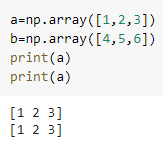 a=np.array([1,2,3])
b=np.array([4,5,6])
print(a)
print(a)
[1 2 3]
[1 2 3]